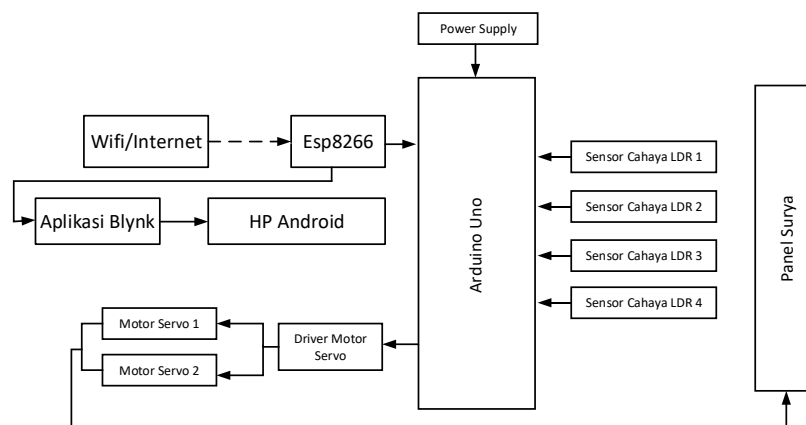 Power Supply
Wifi/Internet
Esp8266
Sensor Cahaya LDR 1
Aplikasi Blynk
HP Android
Sensor Cahaya LDR 2
Arduino Uno
Panel Surya
Sensor Cahaya LDR 3
Sensor Cahaya LDR 4
Motor Servo 1
Driver Motor
Servo
Motor Servo 2